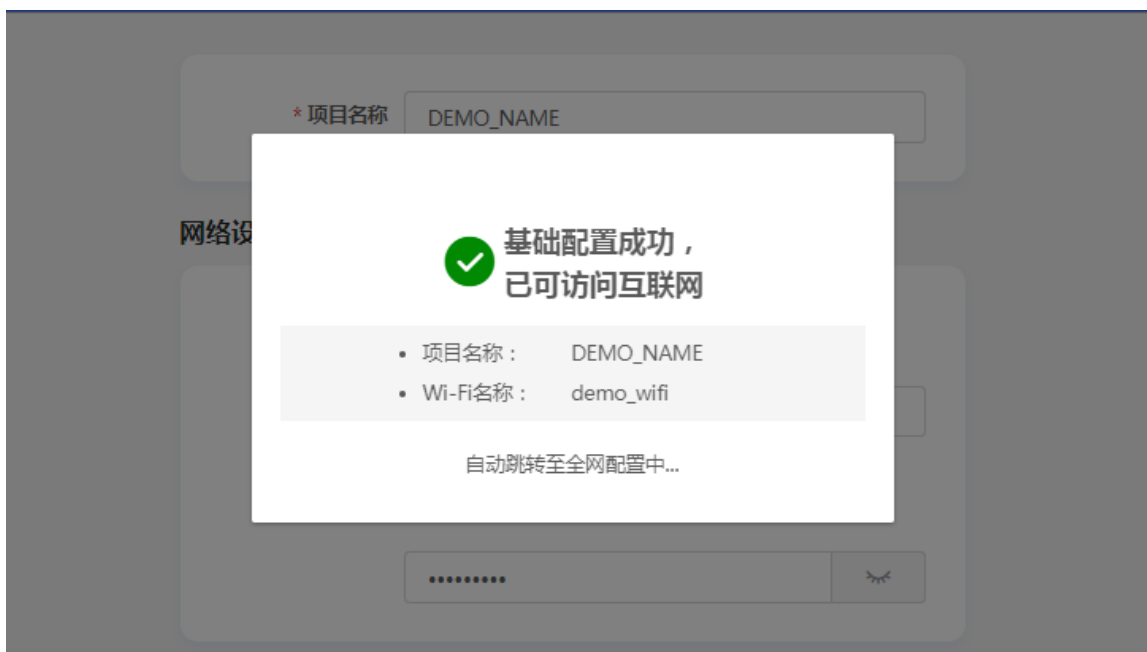 * 项目名称 DEMO_NAME
网络设
基础配置成功，
已可访问互联网
• 项目名称： DEMO_NAME
• Wi-Fi名称： demo_wifi
自动跳转至全网配置中...
•••••••••